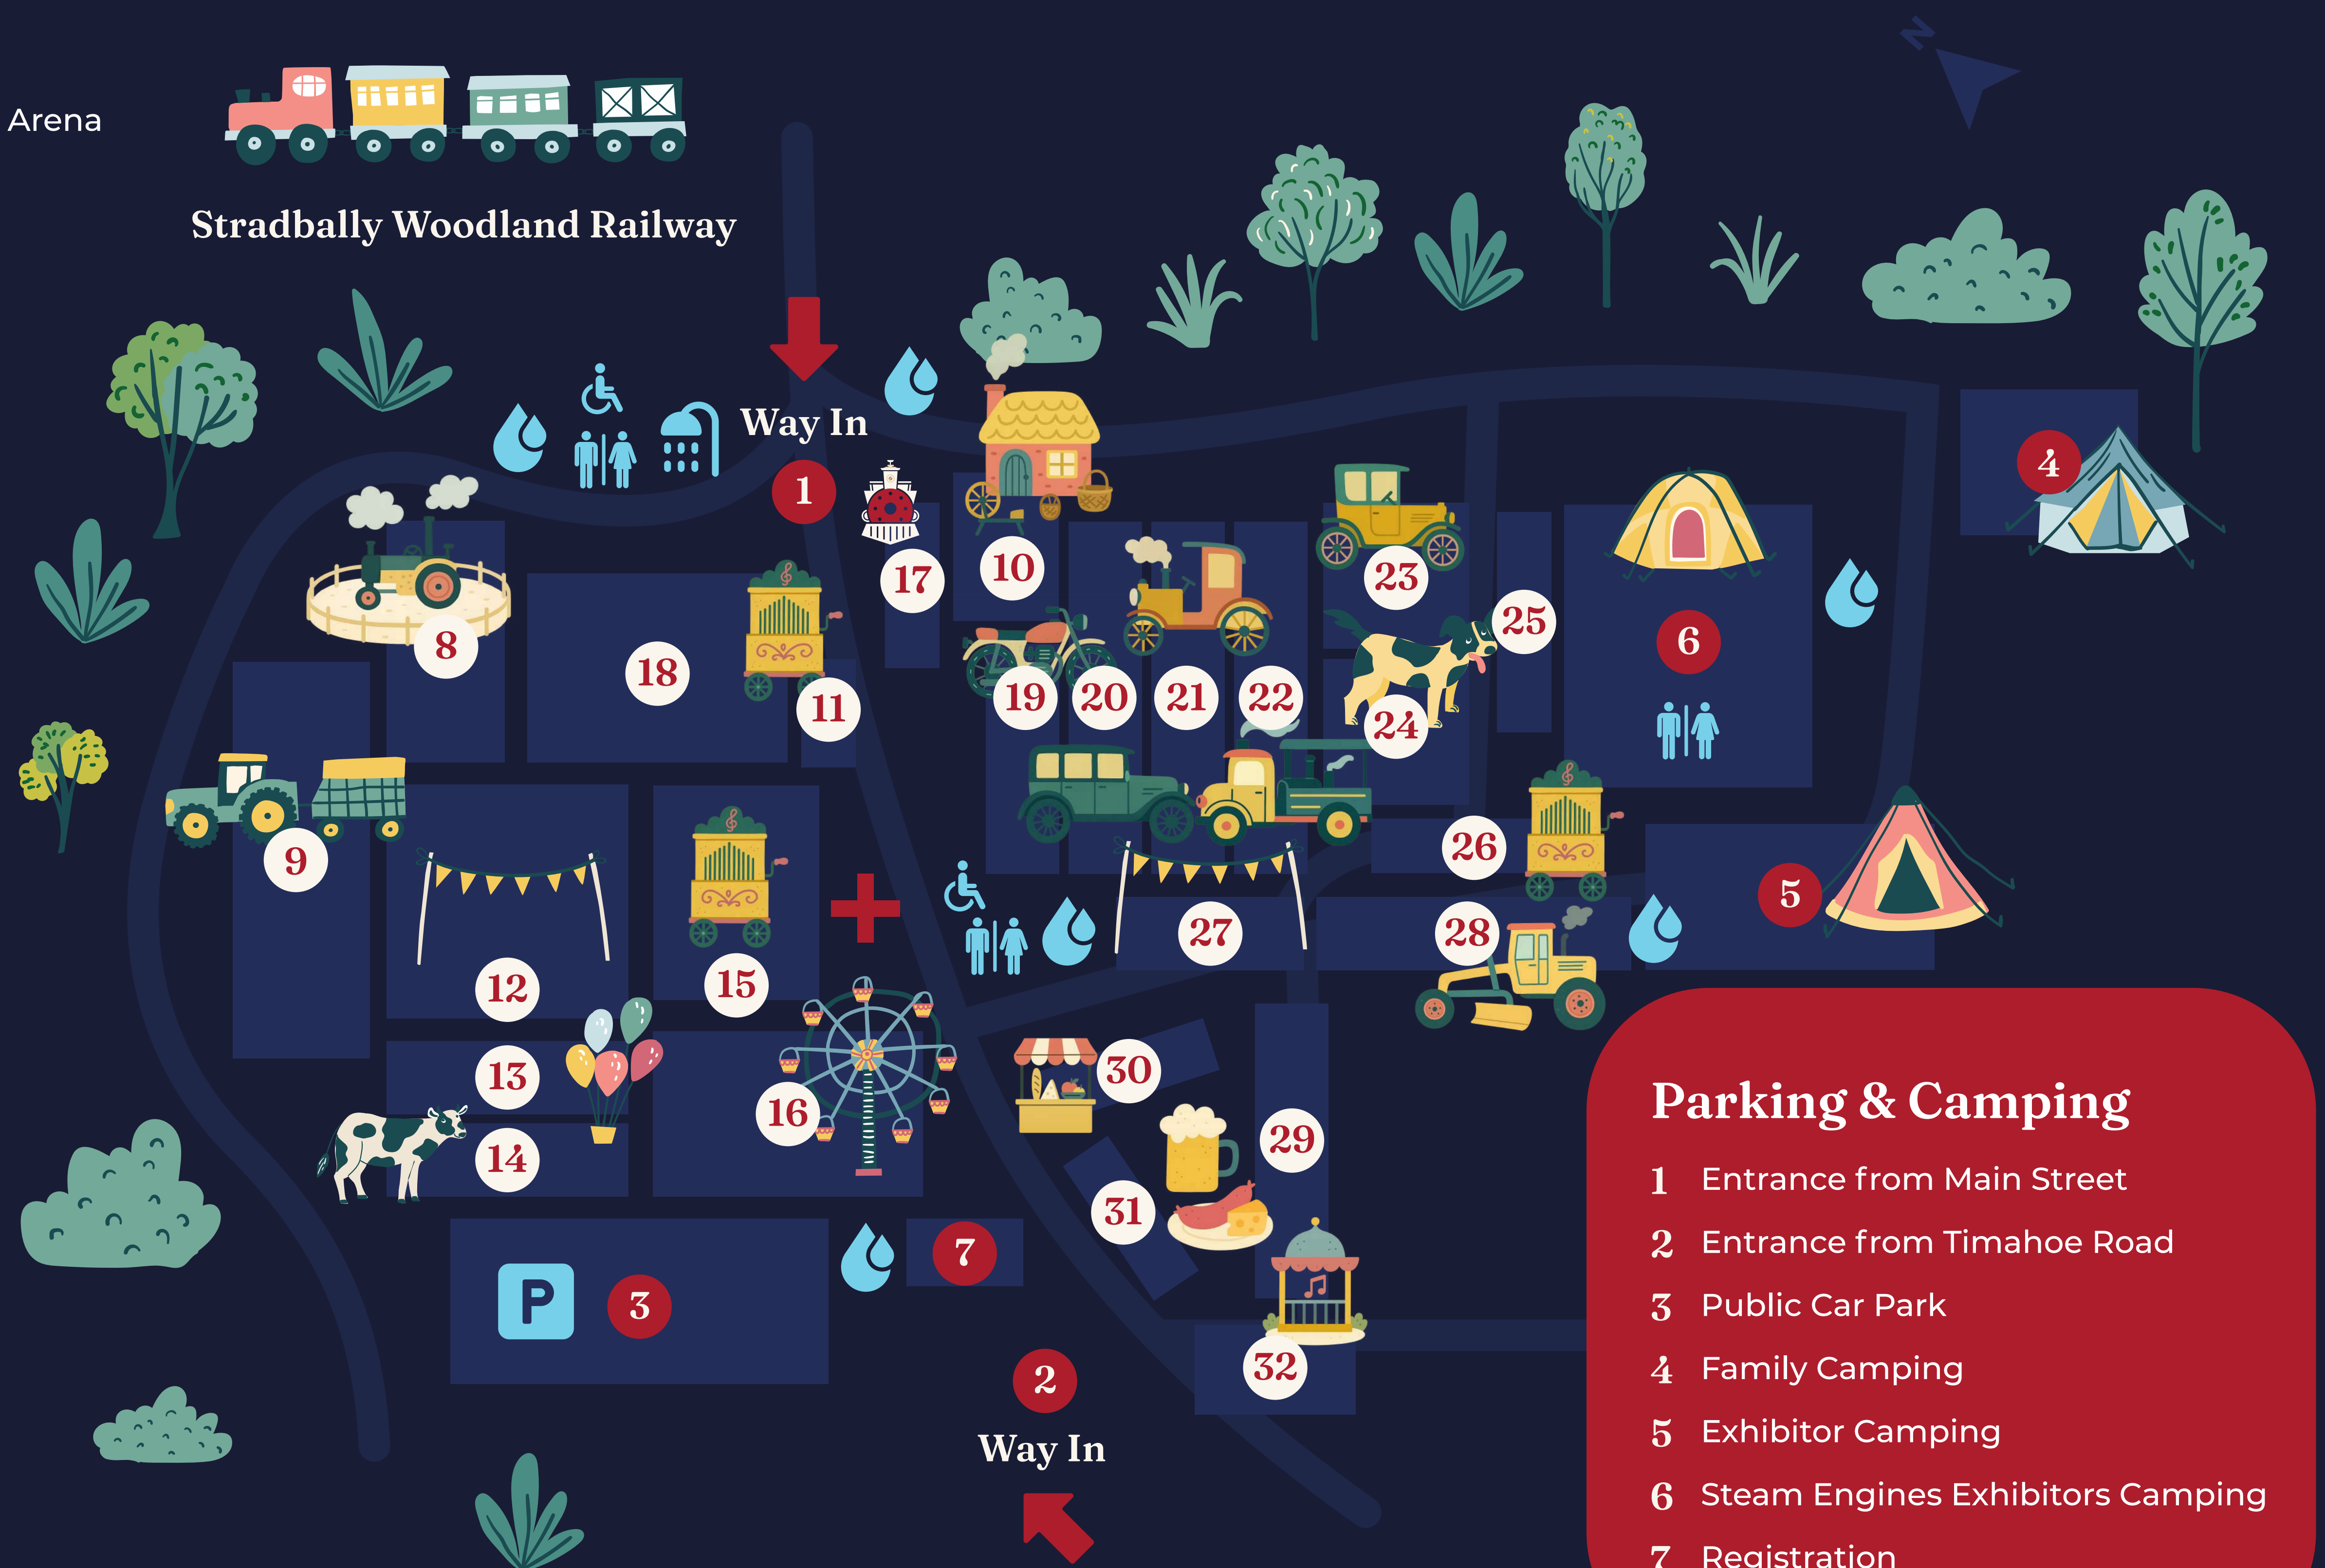 N
Arena
Stradbally Woodland Railway
Way In
1
4
17
10
23
25
6
8
18
11
19
20
21
22
24
9
26
5
27
28
12
15
13
30
16
29
14
31
7
P
3
32
2
Way In
Parking & Camping
1 Entrance from Main Street
2 Entrance from Timahoe Road
3 Public Car Park
4 Family Camping
5 Exhibitor Camping
6 Steam Engines Exhibitors Camping
7 Registration